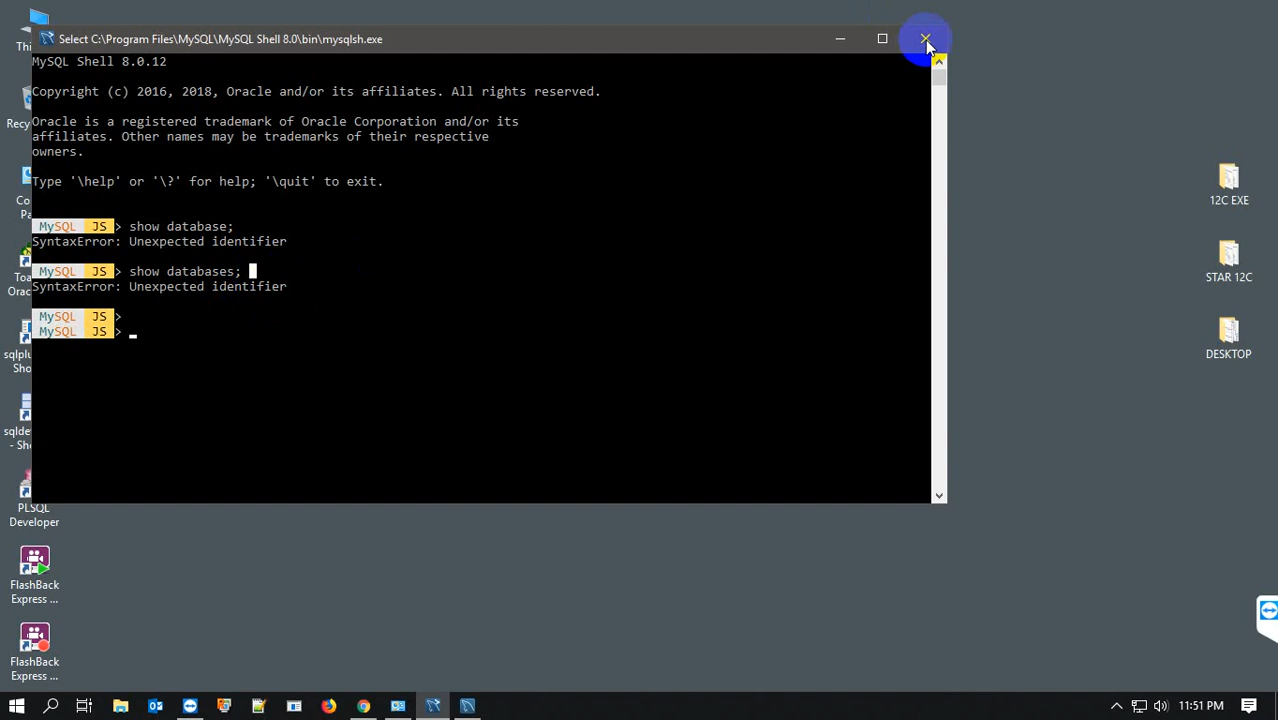 Select C:\Program Files\MySQL\MySQL Shell 8.0\bin\mysqlsh.exe
MySQL Shell 8.0.12
Copyright (c) 2016, 2018, Oracle and/or its affiliates. All rights reserved.
Oracle is a registered trademark of Oracle Corporation and/or its
affiliates. Other names may be trademarks of their respective
owners.
Type '\help' or '\?' for help; '\quit' to exit.
MySQL JS > show database;
SyntaxError: Unexpected identifier
MySQL JS > show databases;
SyntaxError: Unexpected identifier
MySQL JS >
MySQL JS >
Thi
Recyc
Co
Pa
Toa
Orac
sqlplu
Sho
sqlde
- Sho
PLSQL
Developer
FlashBack
Express ...
FlashBack
Express ...
12C EXE
STAR 12C
DESKTOP
11:51 PM